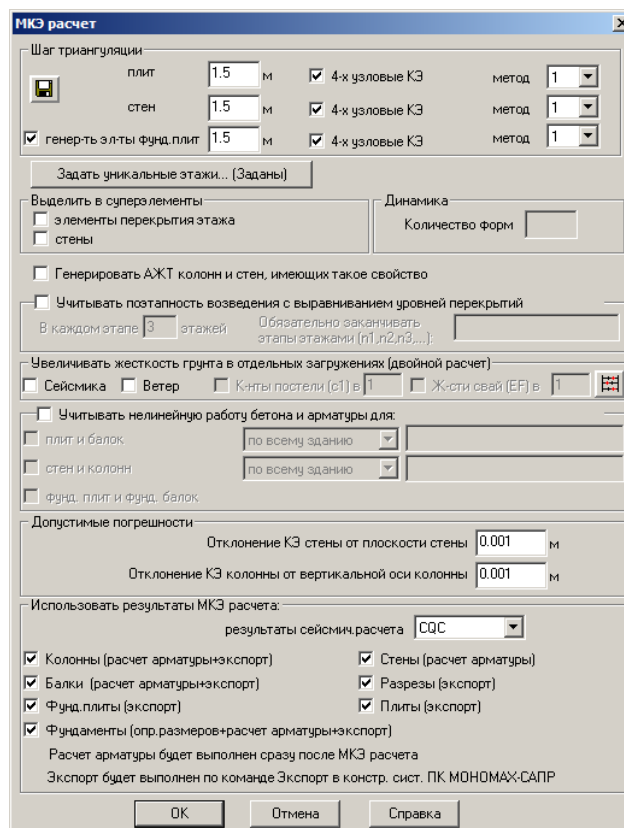 МКЭ расчет
Шаг триангуляции
плит 1.5 м 4-х узловые КЭ метод 1
стен 1.5 м 4-х узловые КЭ метод 1
генер-ть эл-ты фунд.плит 1.5 м 4-х узловые КЭ метод 1
Задать уникальные этажи... (Заданы)
Выделить в суперэлементы
элементы перекрытия этажа
стены
Динамика
Количество форм
Генерировать АЖТ колонн и стен, имеющих такое свойство
Учитывать поэтапность возведения с выравниванием уровней перекрытий
В каждом этапе 3 этажей
Обязательно заканчивать
этапы этажами (n1,n2,n3,...):
Увеличивать жесткость грунта в отдельных загружениях (двойной расчет)
Сейсмика Ветер К-нты постели (c1) в 1 Ж-сти свай (EF) в 1
Учитывать нелинейную работу бетона и арматуры для:
плит и балок по всему зданию
стен и колонн по всему зданию
фунд. плит и фунд. балок
Допустимые погрешности
Отклонение КЭ стены от плоскости стены 0.001 м
Отклонение КЭ колонны от вертикальной оси колонны 0.001 м
Использовать результаты МКЭ расчета:
результаты сейсмич.расчета CQC
Колонны (расчет арматуры+экспорт) Стены (расчет арматуры)
Балки (расчет арматуры+экспорт) Разрезы (экспорт)
Фунд.плиты (экспорт) Плиты (экспорт)
Фундаменты (опр.размеров+расчет арматуры+экспорт)
Расчет арматуры будет выполнен сразу после МКЭ расчета
Экспорт будет выполнен по команде Экспорт в констр. сист. ПК МОНОМАХ-САПР
ОК Отмена Справка